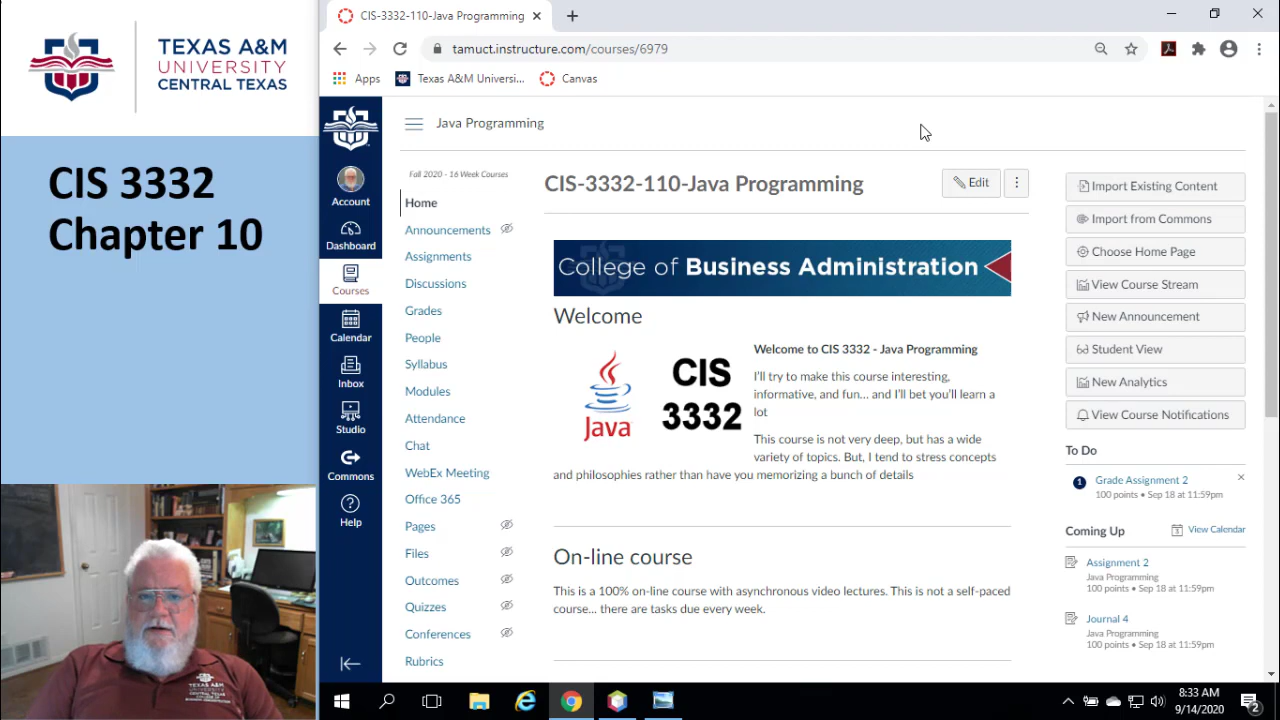 TEXAS A&M
UNIVERSITY
CENTRAL TEXAS
CIS 3332
Chapter 10
TEXAS A&M
UNIVERSITY
CIS-3332-110-Java Programming
tamuct.instructure.com/courses/6979
Apps
Texas A&M Universi...
Canvas
Account
Dashboard
Courses
Calendar
Inbox
Studio
Commons
Help
Java Programming
Fall 2020 - 16 Week Courses
Home
Announcements
Assignments
Discussions
Grades
People
Syllabus
Modules
Attendance
Chat
WebEx Meeting
Office 365
Pages
Files
Outcomes
Quizzes
Conferences
Rubrics
CIS-3332-110-Java Programming
Edit
College of Business Administration
Welcome
Java
CIS
3332
Welcome to CIS 3332 - Java Programming
I'll try to make this course interesting,
informative, and fun... and I'll bet you'll learn a
lot
This course is not very deep, but has a wide
variety of topics. But, I tend to stress concepts
and philosophies rather than have you memorizing a bunch of details
On-line course
This is a 100% on-line course with asynchronous video lectures. This is not a self-paced
course... there are tasks due every week.
Import Existing Content
Import from Commons
Choose Home Page
View Course Stream
New Announcement
Student View
New Analytics
View Course Notifications
To Do
1
Grade Assignment 2
100 points • Sep 18 at 11:59pm
Coming Up
View Calendar
Assignment 2
Java Programming
100 points • Sep 18 at 11:59pm
Journal 4
Java Programming
100 points • Sep 18 at 11:59pm
8:33 AM
9/14/2020
2